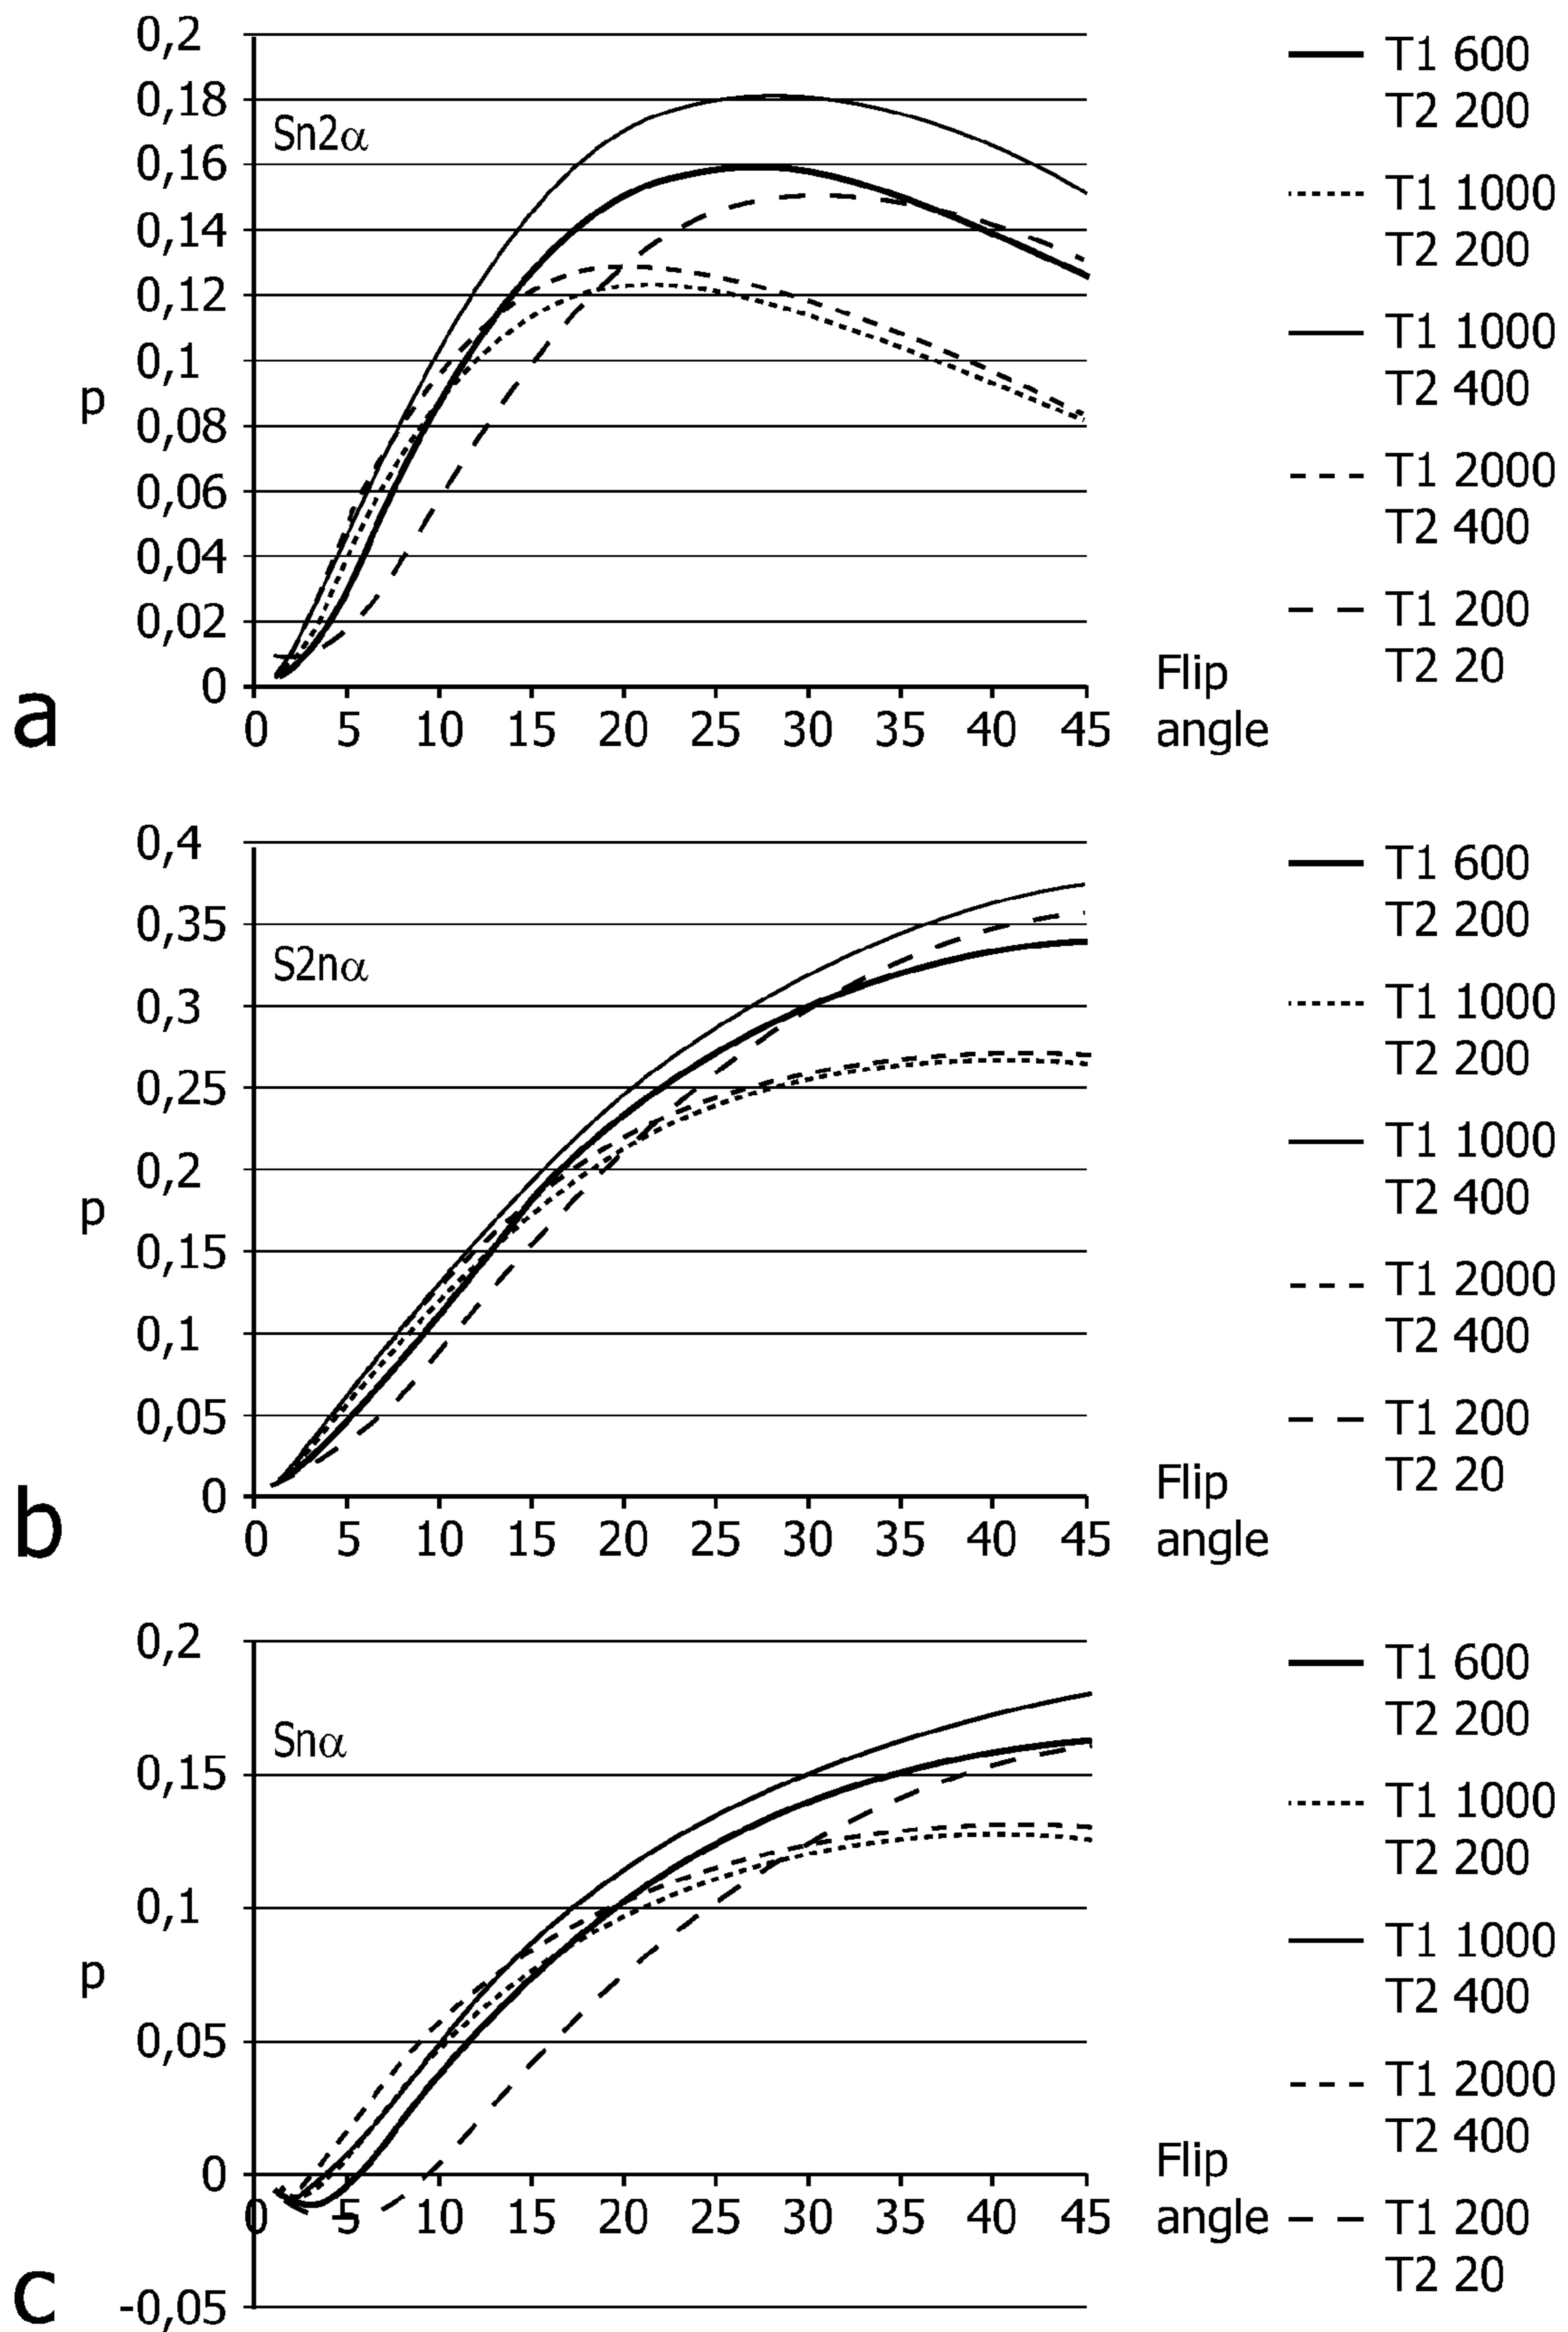 0,2
0,18
0,16
0,14
0,12
0,1
0,08
0,06
0,04
0,02
0
Sn2α
p
0 5 10 15 20 25 30 35 40 45
Flip
angle
T1 600
T2 200
T1 1000
T2 200
T1 1000
T2 400
T1 2000
T2 400
T1 200
T2 20
a
0,4
0,35
0,3
0,25
0,2
0,15
0,1
0,05
0
S2nα
p
0 5 10 15 20 25 30 35 40 45
Flip
angle
T1 600
T2 200
T1 1000
T2 200
T1 1000
T2 400
T1 2000
T2 400
T1 200
T2 20
b
0,2
0,15
0,1
0,05
0
-0,05
Snα
p
0 5 10 15 20 25 30 35 40 45
Flip
angle
T1 600
T2 200
T1 1000
T2 200
T1 1000
T2 400
T1 2000
T2 400
T1 200
T2 20
c